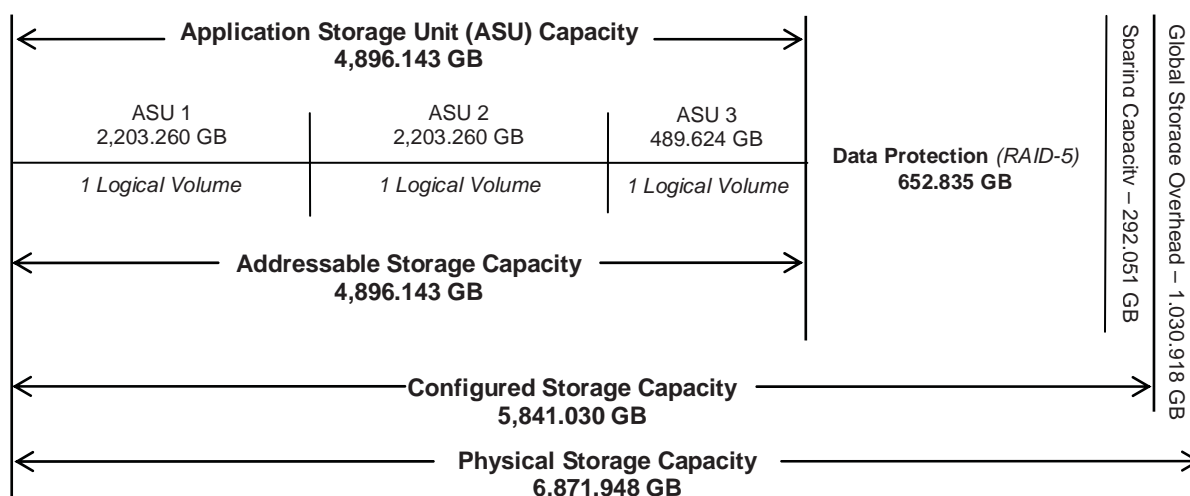 Application Storage Unit (ASU) Capacity
4,896.143 GB
ASU 1
2,203.260 GB
ASU 2
2,203.260 GB
ASU 3
489.624 GB
1 Logical Volume
1 Logical Volume
1 Logical Volume
Data Protection (RAID-5)
652.835 GB
Sparing Capacity – 292.051 GB
Global Storage Overhead – 1,030.918 GB
Addressable Storage Capacity
4,896.143 GB
Configured Storage Capacity
5,841.030 GB
Physical Storage Capacity
6,871.948 GB